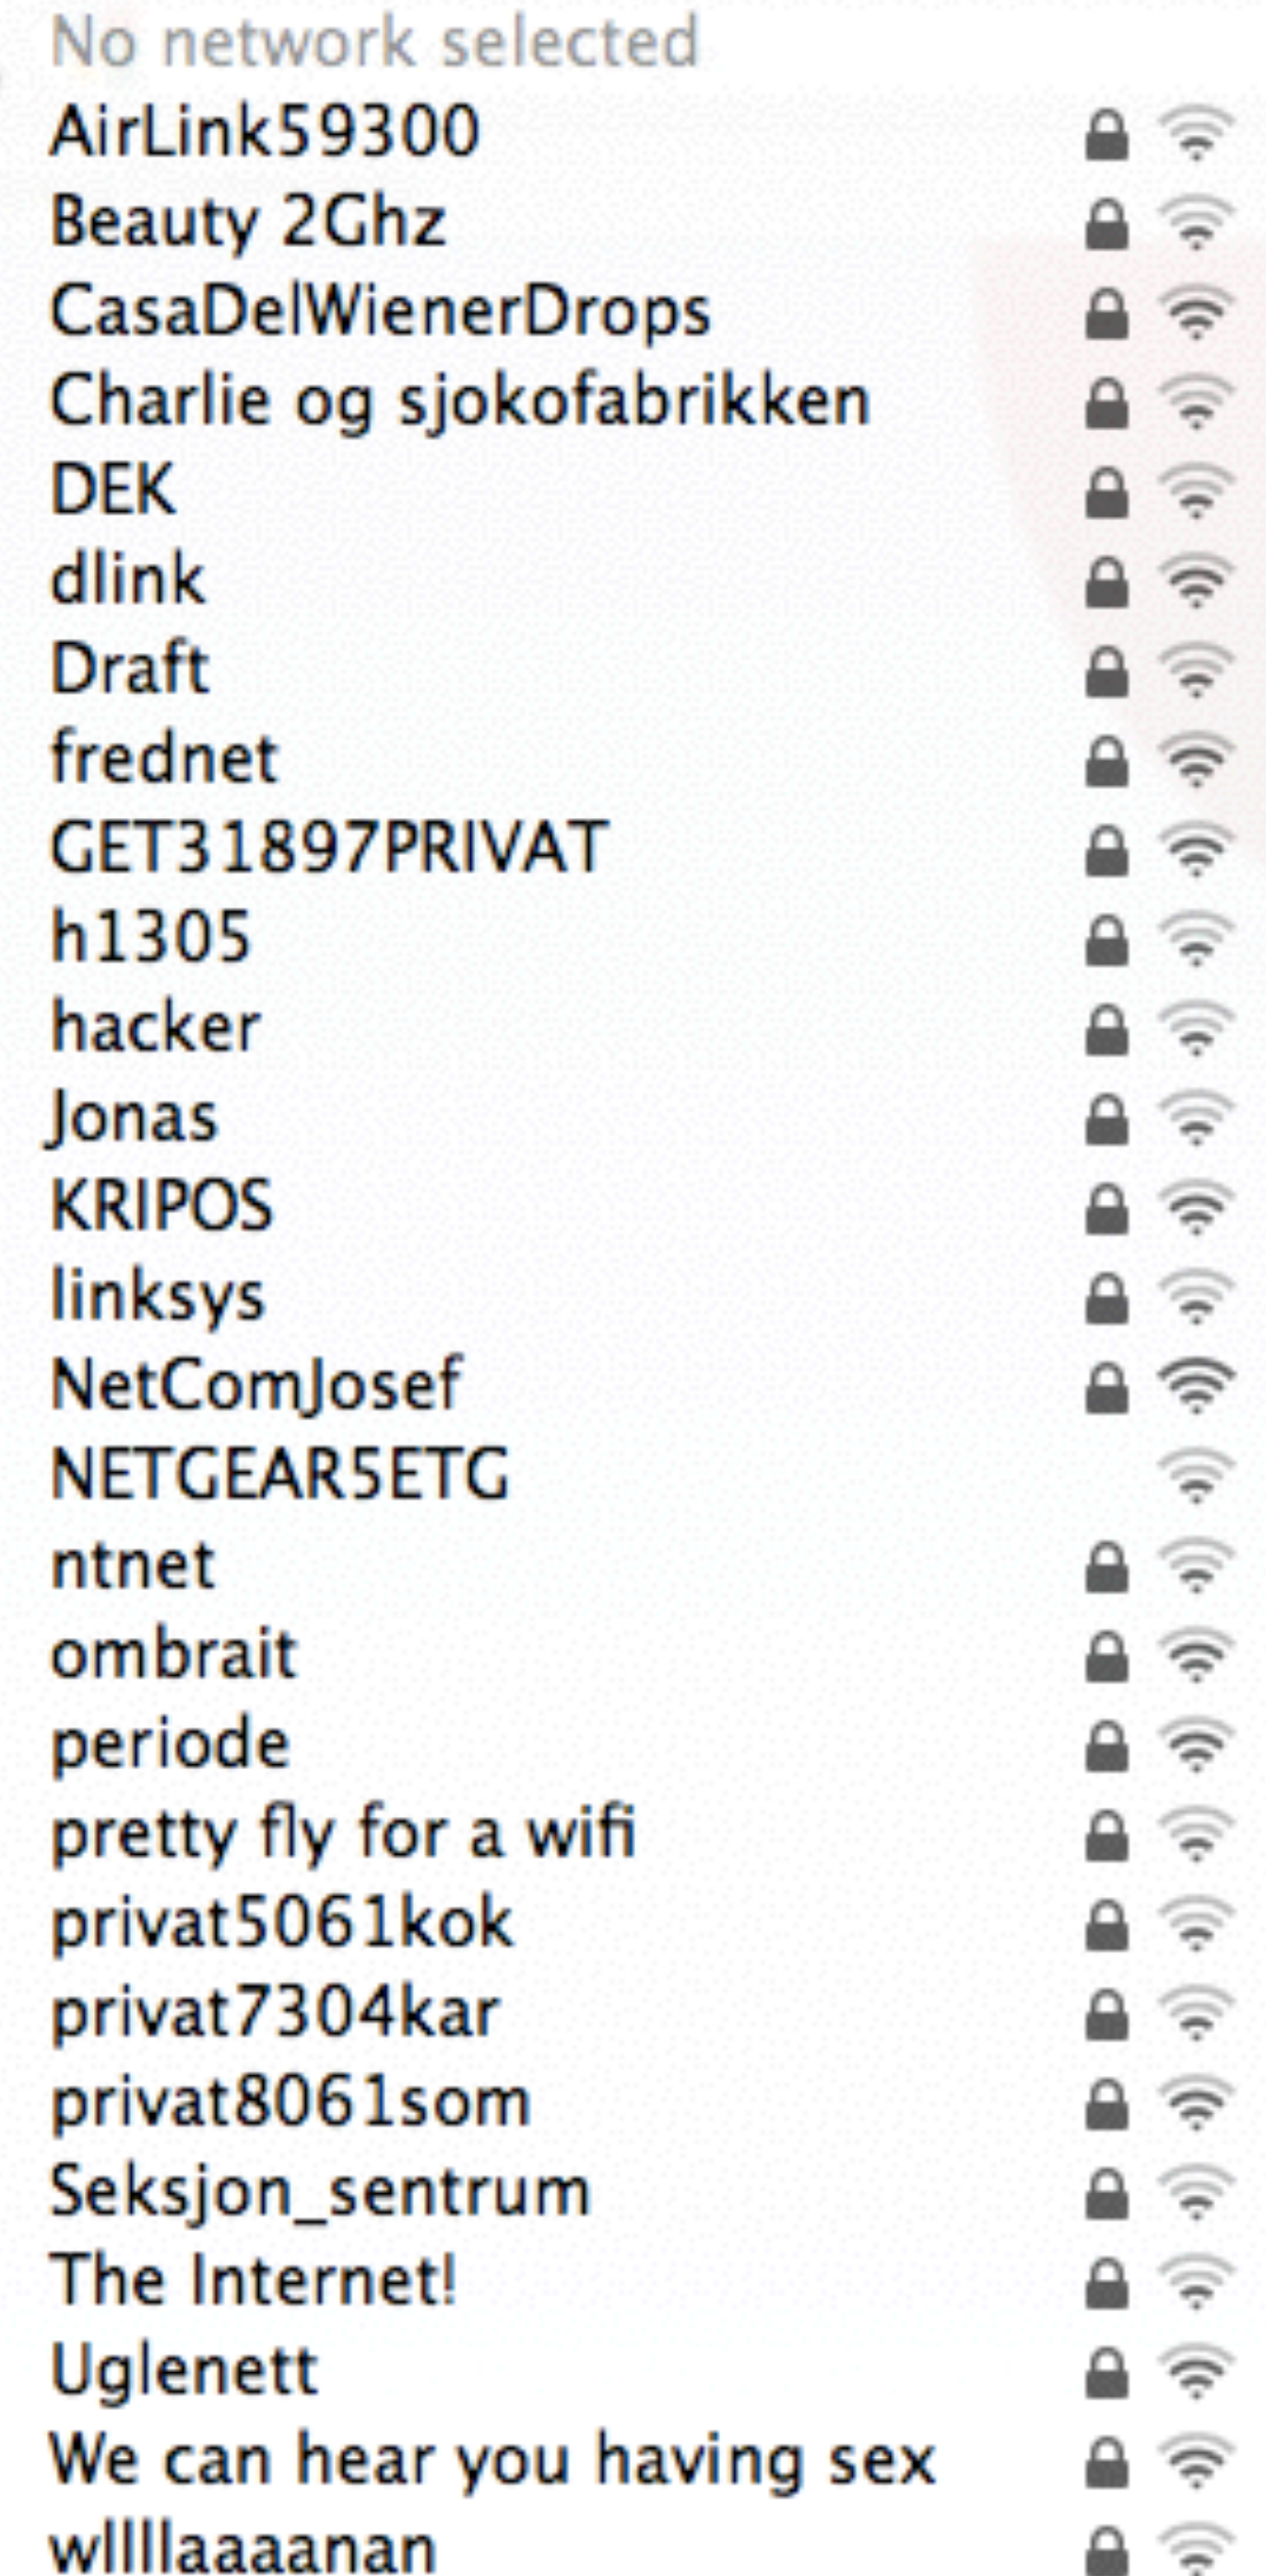 No network selected
AirLink59300
Beauty 2Ghz
CasaDelWienerDrops
Charlie og sjokofabrikken
DEK
dlink
Draft
frednet
GET31897PRIVAT
h1305
hacker
Jonas
KRIPOS
linksys
NetComJosef
NETGEAR5ETG
ntnet
ombrait
periode
pretty fly for a wifi
privat5061kok
privat7304kar
privat8061som
Seksjon_sentrum
The Internet!
Uglenett
We can hear you having sex
wllllaaaanan